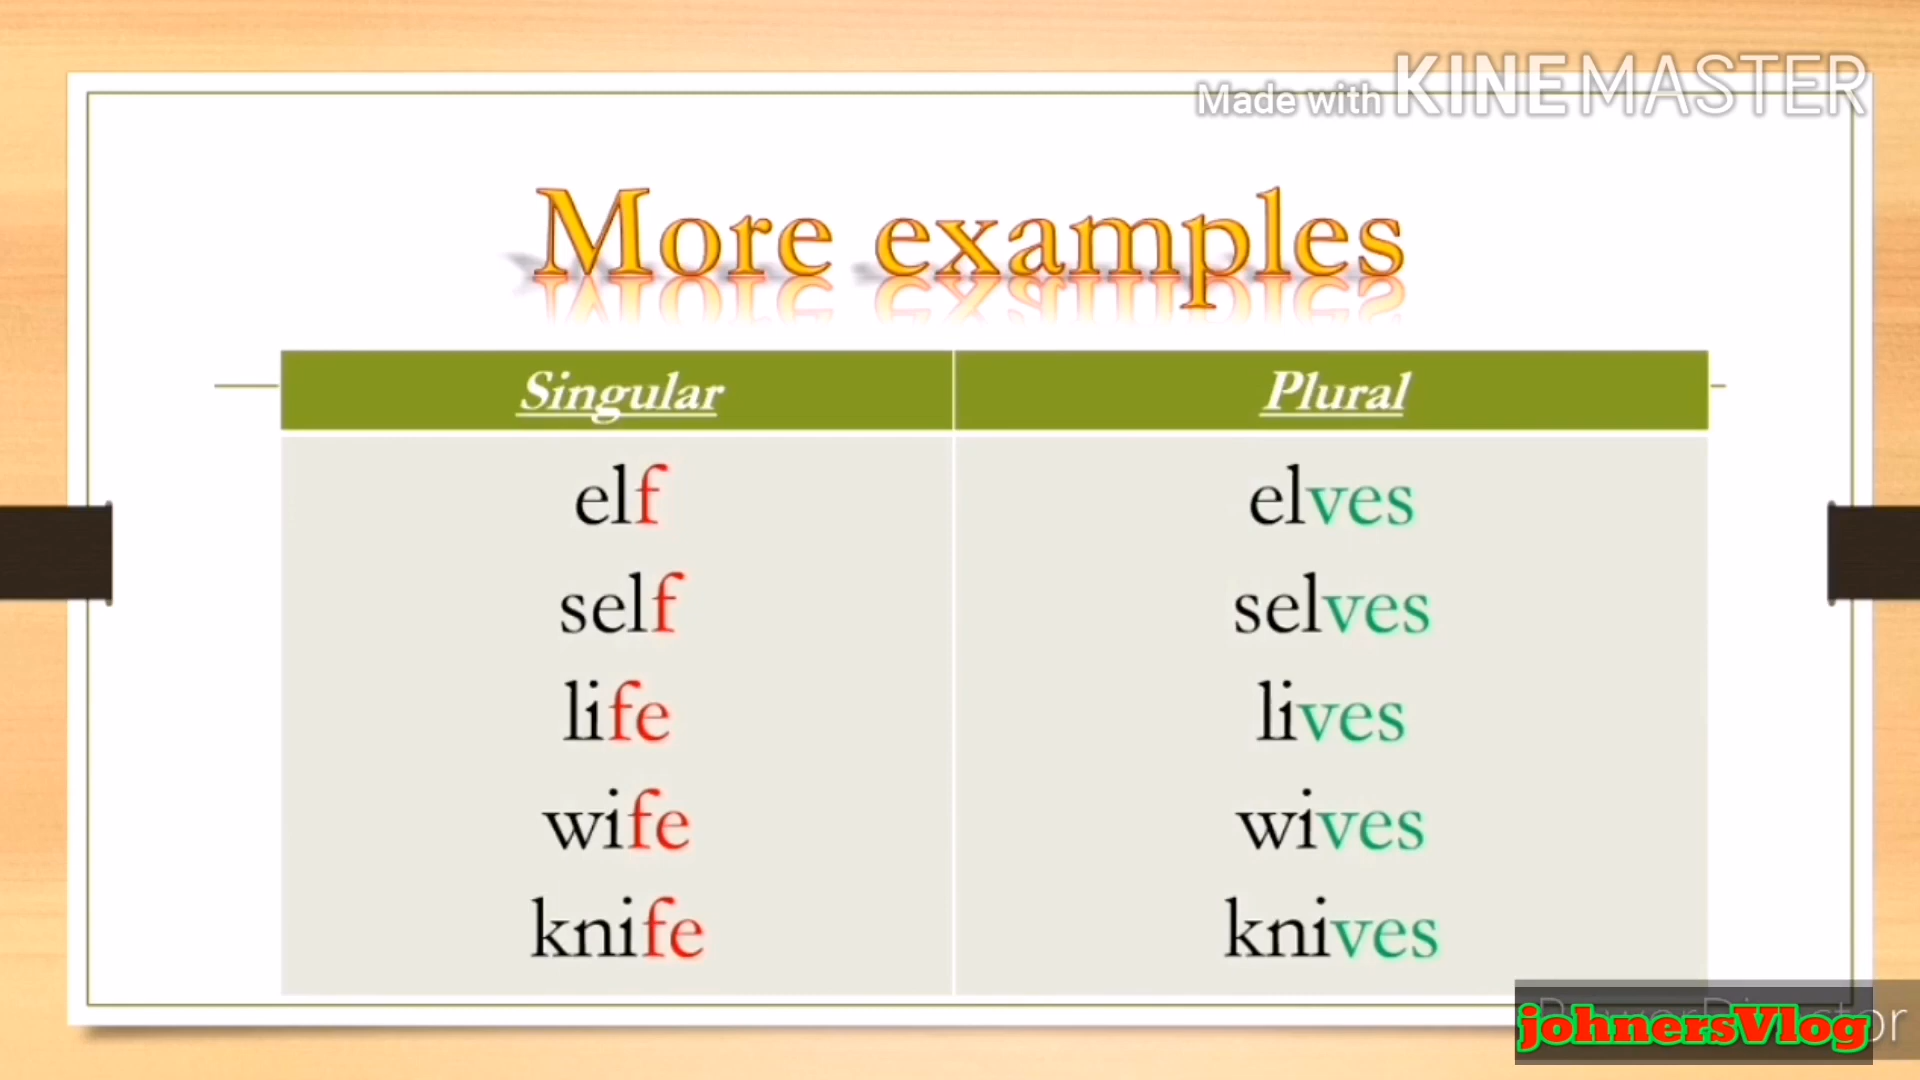 Made with KINEMASTER
More examples
Singular Plural
elf elves
self selves
life lives
wife wives
knife knives
johnersVlog